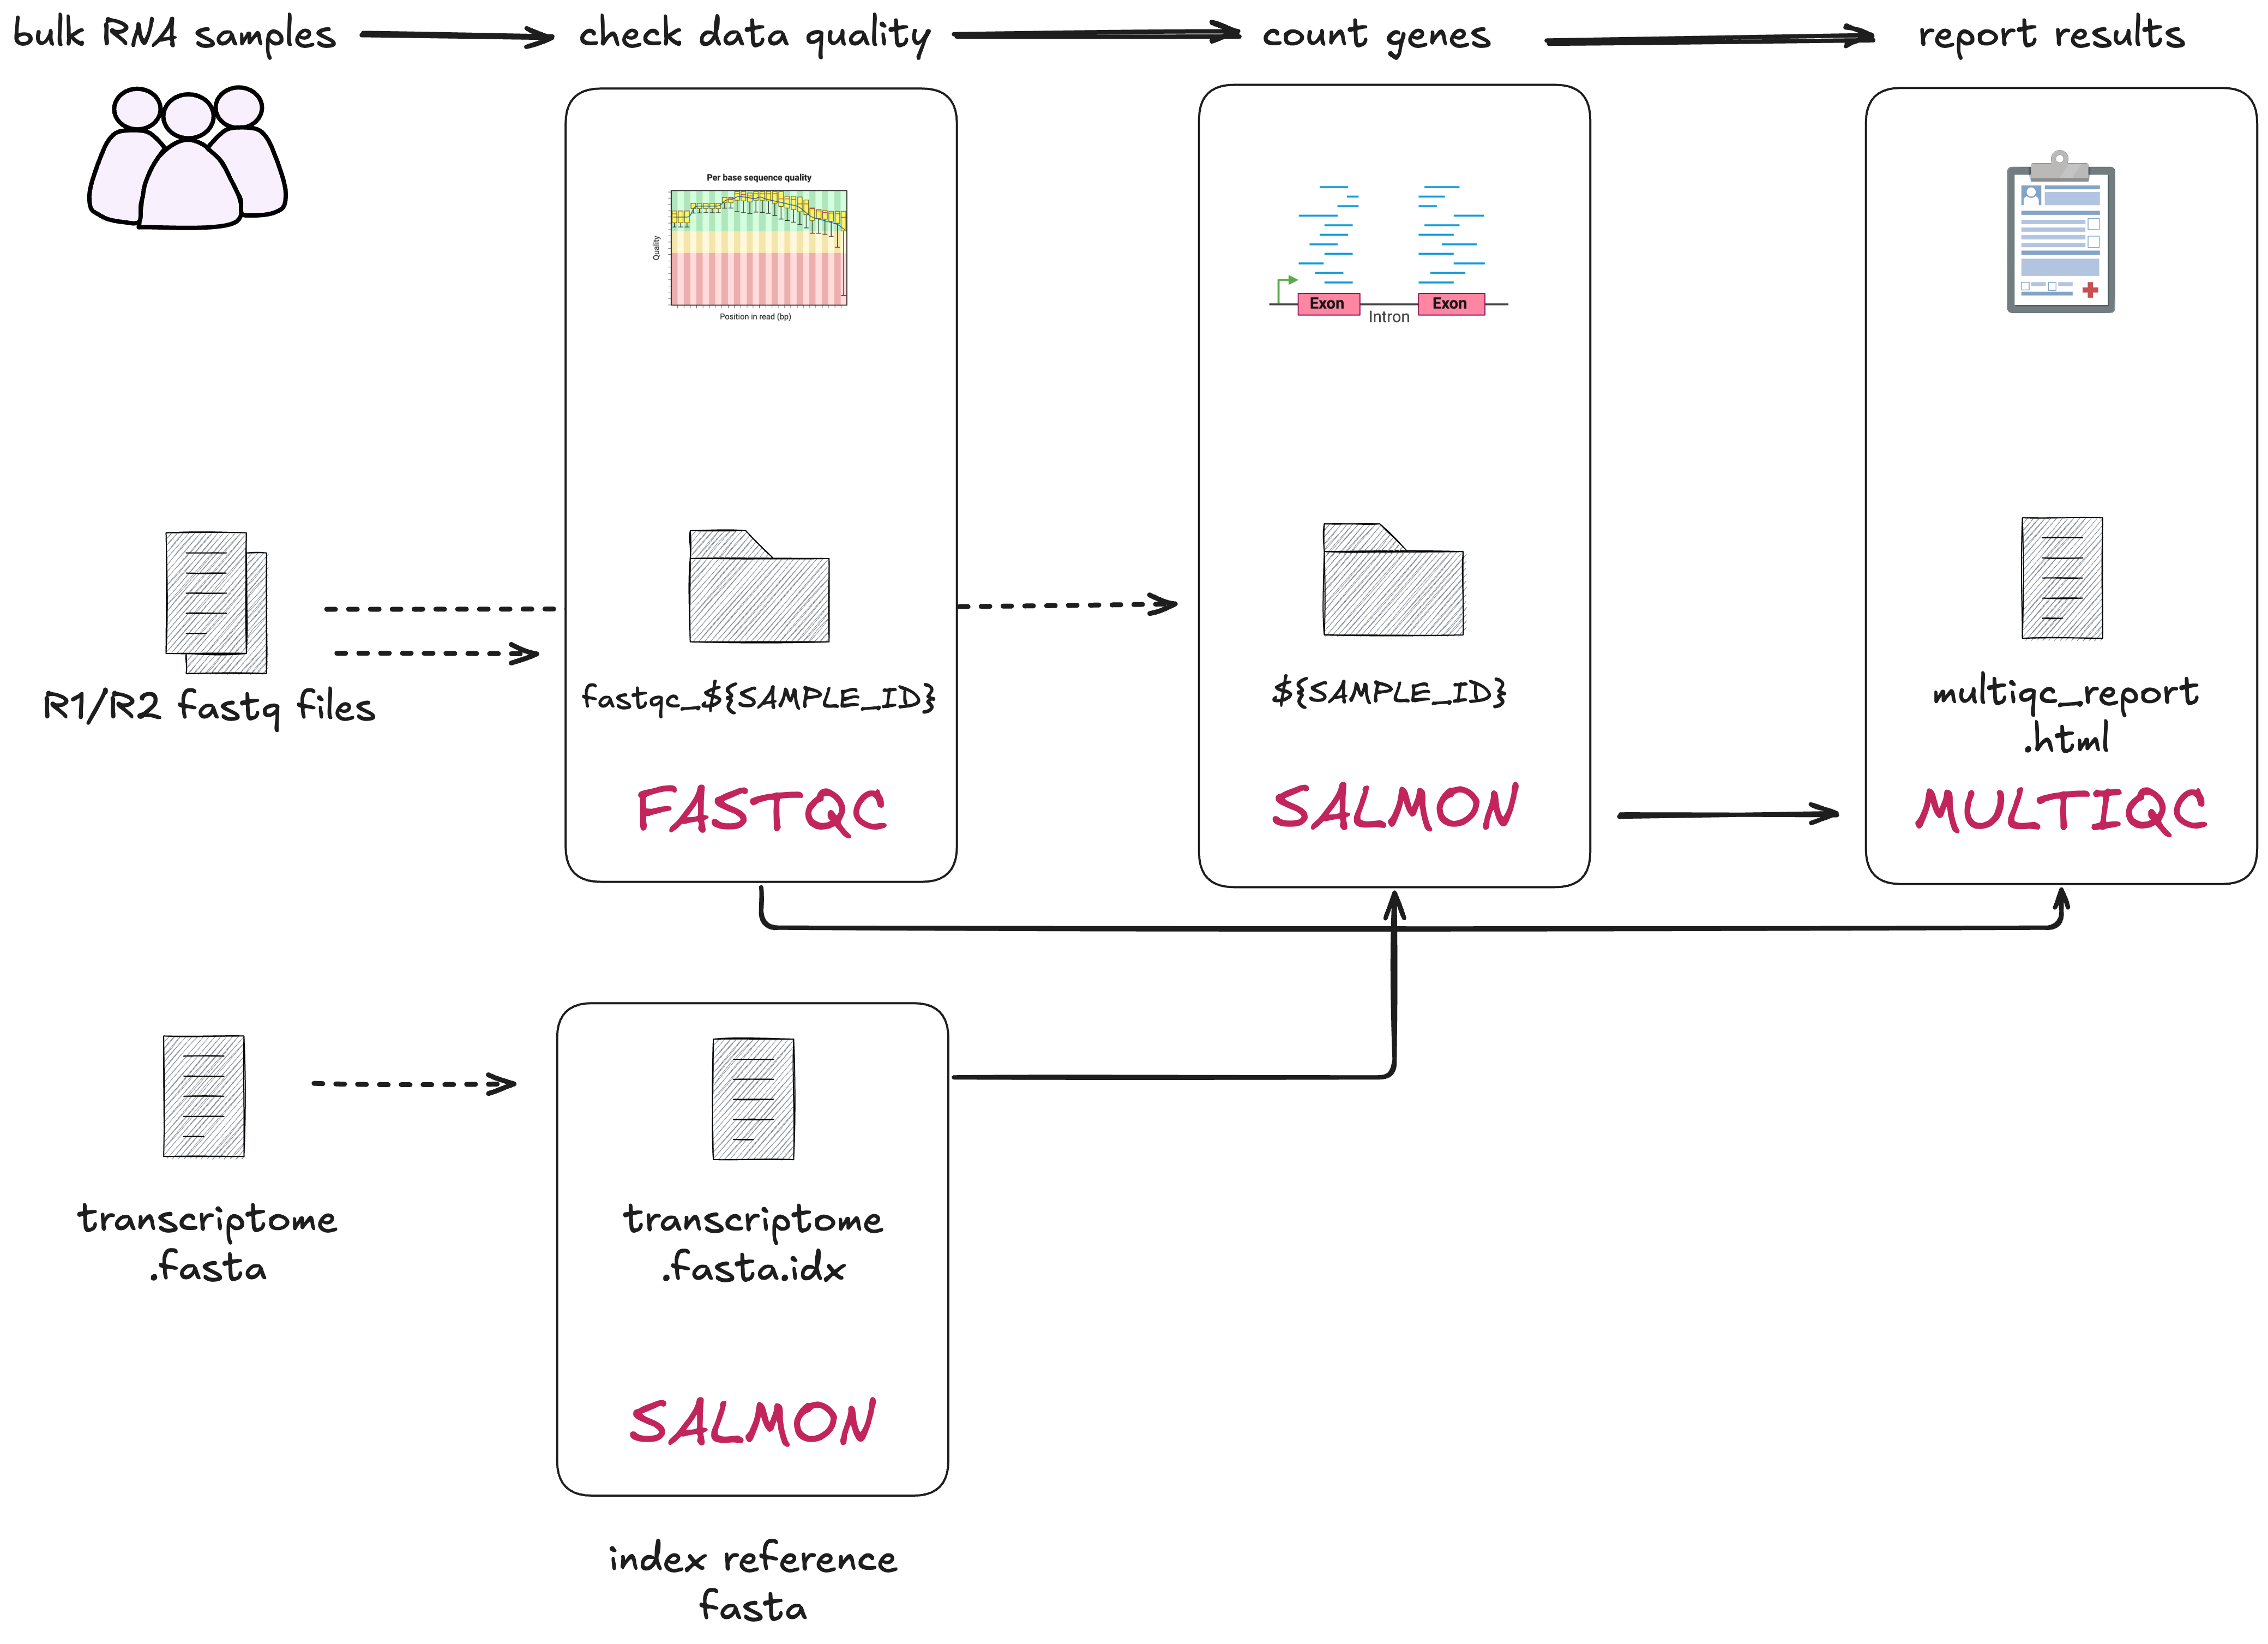 bulk RNA samples
check data quality
count genes
report results
Per base sequence quality
Quality
Position in read (bp)
Exon
Exon
Intron
R1/R2 fastq files
fastqc_${SAMPLE_ID}
${SAMPLE_ID}
multiqc_report
.html
FASTQC
SALMON
MULTIQC
transcriptome
.fasta
transcriptome
.fasta.idx
SALMON
index reference
fasta